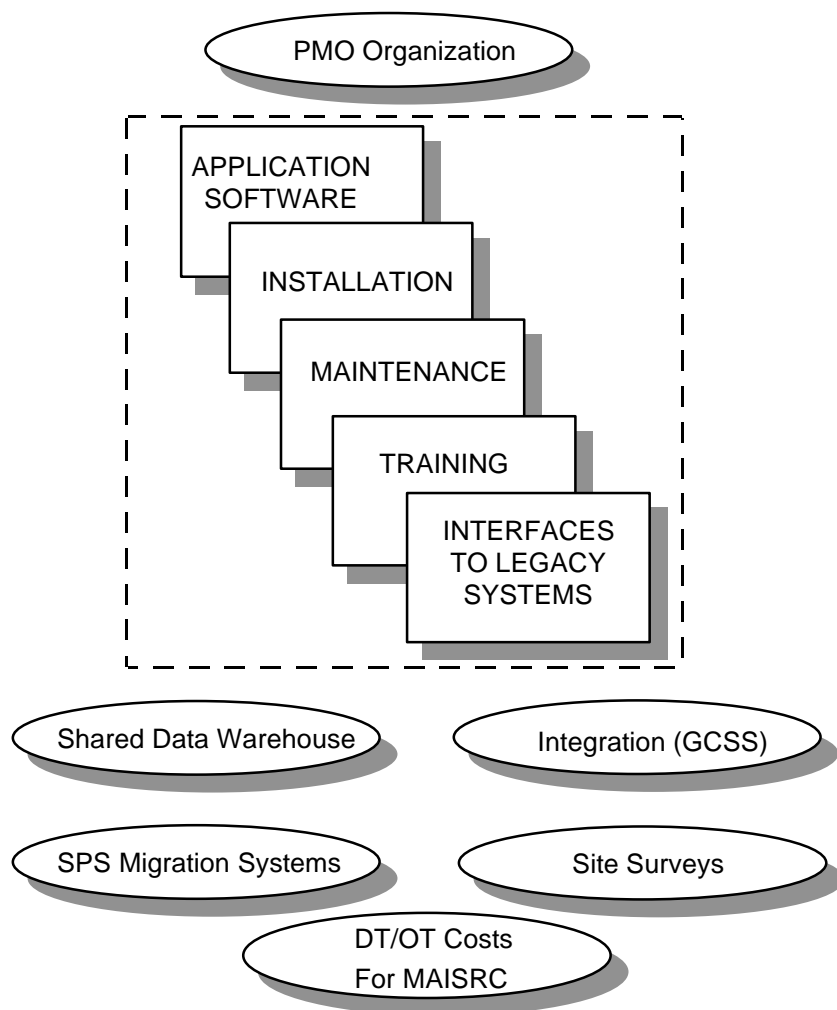 PMO Organization
APPLICATION
SOFTWARE
INSTALLATION
MAINTENANCE
TRAINING
INTERFACES
TO LEGACY
SYSTEMS
Shared Data Warehouse
Integration (GCSS)
SPS Migration Systems
Site Surveys
DT/OT Costs
For MAISRC